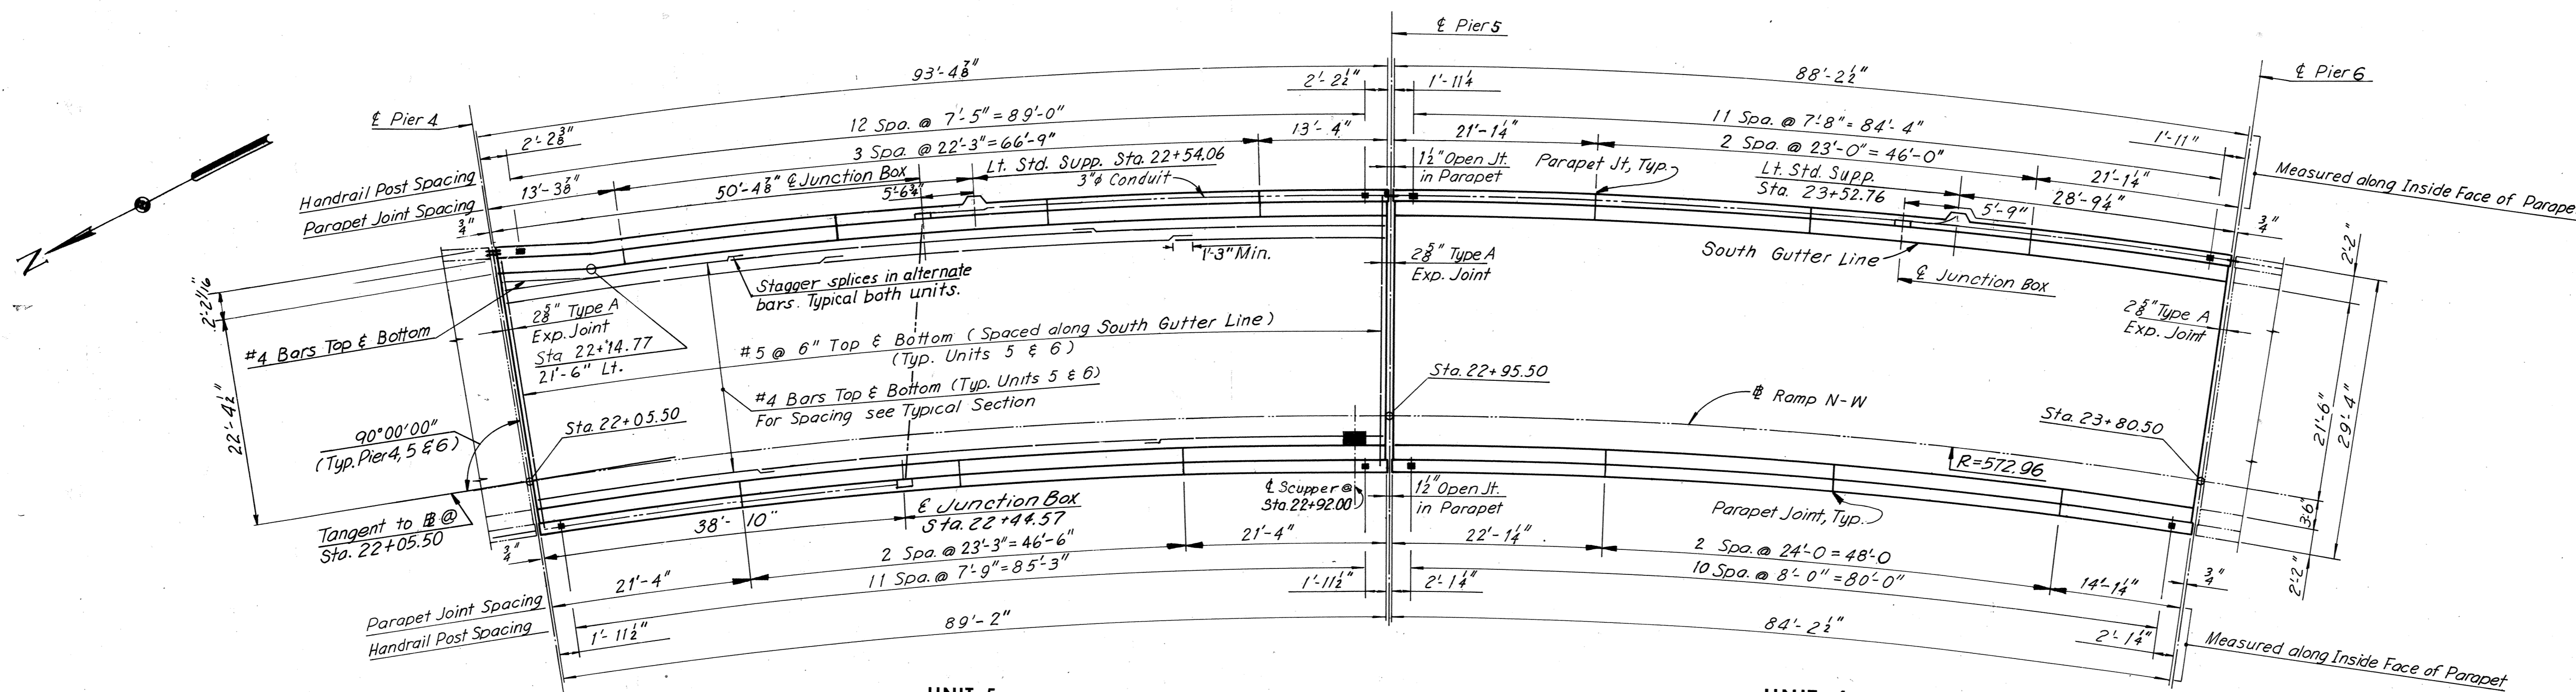 ℄ Pier 5
93'-4⅞"
88'-2½"
2'-2½"
1'-11¼
℄ Pier 6
℄ Pier 4
12 Spa. @ 7'-5" = 89'-0"
11 Spa. @ 7'-8" = 84'-4"
2'-2⅜"
3 Spa. @ 22'-3" = 66'-9"
13'-4"
21'-1¼"
2 Spa. @ 23'-0" = 46'-0"
1'-11"
Handrail Post Spacing
13'-3⅞"
50'-4⅞"
℄ Junction Box
Lt. Std. Supp. Sta. 22+54.06
1½" Open Jt.
in Parapet
Parapet Jt, Typ.
Lt. Std. Supp.
Sta. 23+52.76
21'-1¼"
Measured along Inside Face of Parape
Parapet Joint Spacing
5'-6¾"
3"ø Conduit
5'-9"
28'-9¼"
¾"
¾"
2'-2"
1'-3" Min.
N
South Gutter Line
℄ Junction Box
2⅝" Type A
Exp. Joint
Stagger splices in alternate
bars. Typical both units.
2'-2 1/16"
#4 Bars Top & Bottom
2⅝" Type A
Exp. Joint
Sta 22+14.77
21'-6" Lt.
2⅝" Type A
Exp. Joint
#5 @ 6" Top & Bottom (Spaced along South Gutter Line)
(Typ. Units 5 & 6)
#4 Bars Top & Bottom (Typ. Units 5 & 6)
For Spacing see Typical Section
Sta. 22+95.50
℄ Ramp N-W
22'-4½"
90°00'00"
(Typ. Pier 4, 5 & 6)
Sta. 22+05.50
Sta. 23+80.50
21'-6"
29'-4"
R=572.96
3'-6"
2'-2"
Tangent to ℄ @
Sta. 22+05.50
¾"
38'-10"
℄ Junction Box
Sta. 22+44.57
℄ Scupper @
Sta. 22+92.00
1½" Open Jt.
in Parapet
Parapet Joint, Typ.
2 Spa. @ 23'-3" = 46'-6"
21'-4"
22'-1¼"
2 Spa. @ 24'-0 = 48'-0
21'-4"
11 Spa. @ 7'-9" = 85'-3"
1'-11½"
2'-1¼"
10 Spa. @ 8'-0" = 80'-0"
14'-1¼"
¾"
Parapet Joint Spacing
Handrail Post Spacing
1'-11½"
89'-2"
84'-2½"
2'-1¼"
Measured along Inside Face of Parapet
UNIT 5